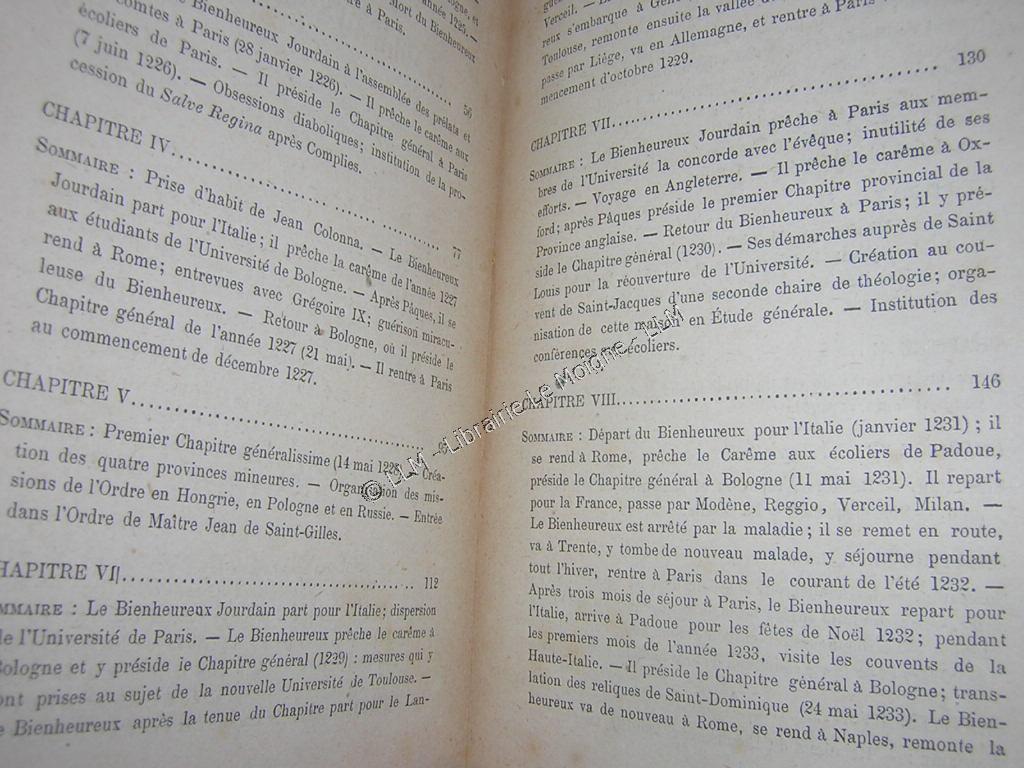 année 1225. —
comtes à Paris (28 janvier 1226). — Il prêche le carême aux
Bienheureux Jourdain à l'assemblée des prélats et
écoliers de Paris. — Il préside le Chapitre général à Paris
(7 juin 1226). — Obsessions diaboliques; institution de la pro-
cession du Salve Regina après Complies.
56
CHAPITRE IV........ 77
SOMMAIRE : Prise d'habit de Jean Colonna. — Le Bienheureux
Jourdain part pour l'Italie; il prêche la carême de l'année 1227
aux étudiants de l'Université de Bologne. — Après Pâques, il se
rend à Rome; entrevues avec Grégoire IX; guérison miracu-
leuse du Bienheureux. — Retour à Bologne, où il préside le
Chapitre général de l'année 1227 (21 mai). — Il rentre à Paris
au commencement de décembre 1227.
CHAPITRE V........
SOMMAIRE : Premier Chapitre généralissime (14 mai 1228). — Créa-
tion des quatre provinces mineures. — Organisation des mis-
sions de l'Ordre en Hongrie, en Pologne et en Russie. — Entrée
dans l'Ordre de Maître Jean de Saint-Gilles.
HAPITRE VI........ 112
MMAIRE : Le Bienheureux Jourdain part pour l'Italie; dispersion
de l'Université de Paris. — Le Bienheureux prêche le carême à
Bologne et y préside le Chapitre général (1229) : mesures qui y
ont prises au sujet de la nouvelle Université de Toulouse. —
e Bienheureux après la tenue du Chapitre part pour le Lan-
Verceil. —
reux s'embarque à
Toulouse, remonte ensuite la vallée
passe par Liège, va en Allemagne, et rentre à Paris
mencement d'octobre 1229.
CHAPITRE VII........ 130
SOMMAIRE : Le Bienheureux Jourdain prêche à Paris aux mem-
bres de l'Université la concorde avec l'évêque; inutilité de ses
efforts. — Voyage en Angleterre. — Il prêche le carême à Ox-
ford; après Pâques préside le premier Chapitre provincial de la
Province anglaise. — Retour du Bienheureux à Paris; il y pré-
side le Chapitre général (1230). — Ses démarches auprès de Saint
Louis pour la réouverture de l'Université. — Création au cou-
vent de Saint-Jacques d'une seconde chaire de théologie; orga-
nisation de cette maison en Étude générale. — Institution des
conférences aux écoliers.
CHAPITRE VIII........ 146
SOMMAIRE : Départ du Bienheureux pour l'Italie (janvier 1231) ; il
se rend à Rome, prêche le Carême aux écoliers de Padoue,
préside le Chapitre général à Bologne (11 mai 1231). Il repart
pour la France, passe par Modène, Reggio, Verceil, Milan. —
Le Bienheureux est arrêté par la maladie; il se remet en route,
va à Trente, y tombe de nouveau malade, y séjourne pendant
tout l'hiver, rentre à Paris dans le courant de l'été 1232. —
Après trois mois de séjour à Paris, le Bienheureux repart pour
l'Italie, arrive à Padoue pour les fêtes de Noël 1232; pendant
les premiers mois de l'année 1233, visite les couvents de la
Haute-Italie. — Il préside le Chapitre général à Bologne; trans-
lation des reliques de Saint-Dominique (24 mai 1233). Le Bien-
heureux va de nouveau à Rome, se rend à Naples, remonte la
© LLM - Librairie Le Moigne - LLM